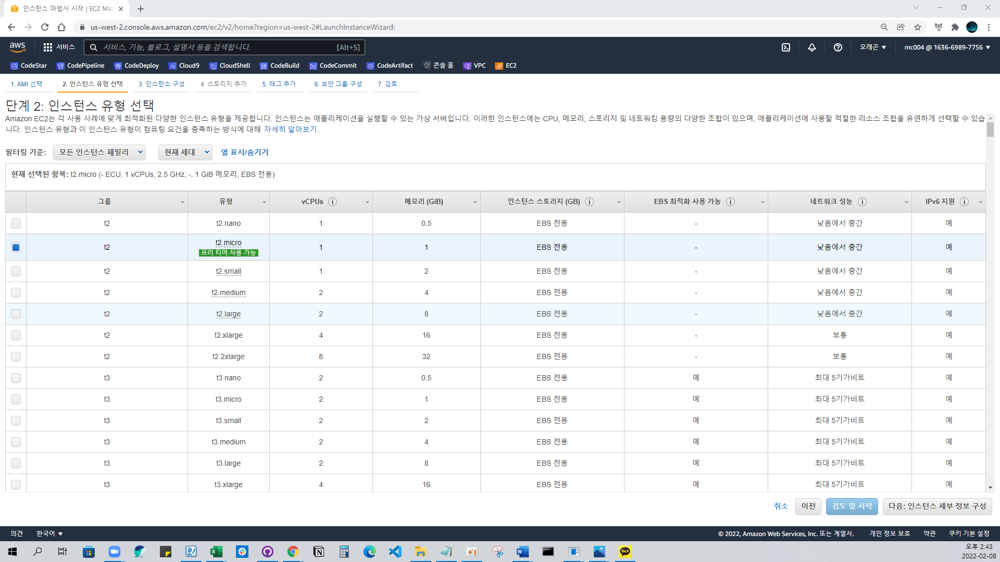 인스턴스 마법사 시작 | EC2 Mar
us-west-2.console.aws.amazon.com/ec2/v2/home?region=us-west-2#LaunchInstanceWizard:
aws 서비스 서비스, 기능, 블로그, 설명서 등을 검색합니다. [Alt+S] 오레곤 ▼ mc004 @ 1636-6989-7756 ▼
CodeStar CodePipeline CodeDeploy Cloud9 CloudShell CodeBuild CodeCommit CodeArtifact 콘솔 홈 VPC EC2
1. AMI 선택 2. 인스턴스 유형 선택 3. 인스턴스 구성 4. 스토리지 추가 5. 태그 추가 6. 보안 그룹 구성 7. 검토
단계 2: 인스턴스 유형 선택
Amazon EC2는 각 사용 사례에 맞게 최적화된 다양한 인스턴스 유형을 제공합니다. 인스턴스는 애플리케이션을 실행할 수 있는 가상 서버입니다. 이러한 인스턴스에는 CPU, 메모리, 스토리지 및 네트워킹 용량의 다양한 조합이 있으며, 애플리케이션에 사용할 적절한 리소스 조합을 유연하게 선택할 수 있습
니다. 인스턴스 유형과 이 인스턴스 유형이 컴퓨팅 요건을 충족하는 방식에 대해 자세히 알아보기.
필터링 기준: 모든 인스턴스 패밀리 현재 세대 열 표시/숨기기
현재 선택된 항목: t2.micro (- ECU, 1 vCPUs, 2.5 GHz, -, 1 GiB 메모리, EBS 전용)
그룹 유형 vCPUs 메모리 (GiB) 인스턴스 스토리지 (GB) EBS 최적화 사용 가능 네트워크 성능 IPv6 지원
t2 t2.nano 1 0.5 EBS 전용 - 낮음에서 중간 예
t2 t2.micro 1 1 EBS 전용 - 낮음에서 중간 예
프리 티어 사용 가능
t2 t2.small 1 2 EBS 전용 - 낮음에서 중간 예
t2 t2.medium 2 4 EBS 전용 - 낮음에서 중간 예
t2 t2.large 2 8 EBS 전용 - 낮음에서 중간 예
t2 t2.xlarge 4 16 EBS 전용 - 보통 예
t2 t2.2xlarge 8 32 EBS 전용 - 보통 예
t3 t3.nano 2 0.5 EBS 전용 예 최대 5기가비트 예
t3 t3.micro 2 1 EBS 전용 예 최대 5기가비트 예
t3 t3.small 2 2 EBS 전용 예 최대 5기가비트 예
t3 t3.medium 2 4 EBS 전용 예 최대 5기가비트 예
t3 t3.large 2 8 EBS 전용 예 최대 5기가비트 예
t3 t3.xlarge 4 16 EBS 전용 예 최대 5기가비트 예
취소 이전 검토 및 시작 다음: 인스턴스 세부 정보 구성
의견 한국어 ▼ © 2022, Amazon Web Services, Inc. 또는 계열사. 개인 정보 보호 약관 쿠키 기본 설정
오후 2:43
2022-02-08